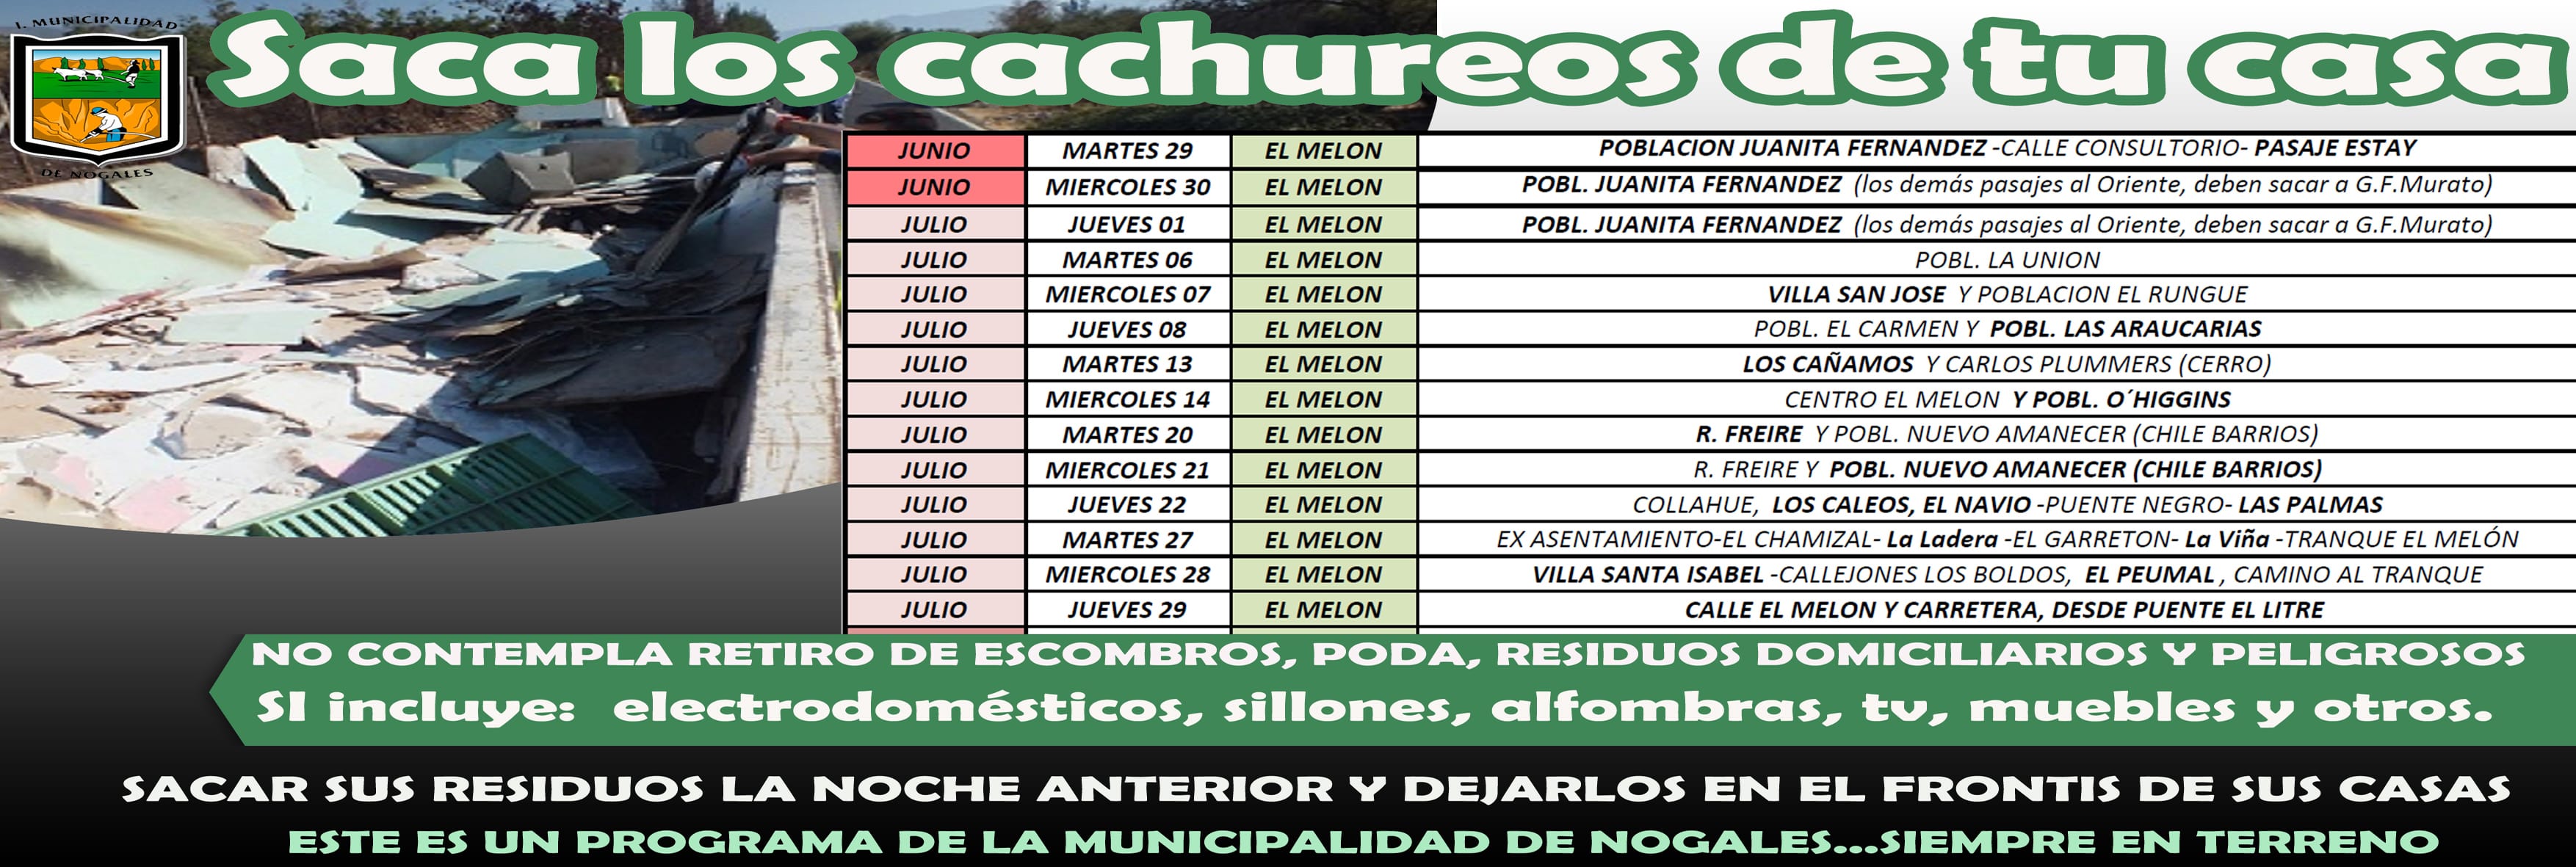 I. MUNICIPALIDAD
DE NOGALES
Saca los cachureos de tu casa
JUNIO MARTES 29 EL MELON POBLACION JUANITA FERNANDEZ -CALLE CONSULTORIO- PASAJE ESTAY
JUNIO MIERCOLES 30 EL MELON POBL. JUANITA FERNANDEZ (los demás pasajes al Oriente, deben sacar a G.F.Murato)
JULIO JUEVES 01 EL MELON POBL. JUANITA FERNANDEZ (los demás pasajes al Oriente, deben sacar a G.F.Murato)
JULIO MARTES 06 EL MELON POBL. LA UNION
JULIO MIERCOLES 07 EL MELON VILLA SAN JOSE Y POBLACION EL RUNGUE
JULIO JUEVES 08 EL MELON POBL. EL CARMEN Y POBL. LAS ARAUCARIAS
JULIO MARTES 13 EL MELON LOS CAÑAMOS Y CARLOS PLUMMERS (CERRO)
JULIO MIERCOLES 14 EL MELON CENTRO EL MELON Y POBL. O´HIGGINS
JULIO MARTES 20 EL MELON R. FREIRE Y POBL. NUEVO AMANECER (CHILE BARRIOS)
JULIO MIERCOLES 21 EL MELON R. FREIRE Y POBL. NUEVO AMANECER (CHILE BARRIOS)
JULIO JUEVES 22 EL MELON COLLAHUE, LOS CALEOS, EL NAVIO -PUENTE NEGRO- LAS PALMAS
JULIO MARTES 27 EL MELON EX ASENTAMIENTO-EL CHAMIZAL- La Ladera -EL GARRETON- La Viña -TRANQUE EL MELÓN
JULIO MIERCOLES 28 EL MELON VILLA SANTA ISABEL -CALLEJONES LOS BOLDOS, EL PEUMAL , CAMINO AL TRANQUE
JULIO JUEVES 29 EL MELON CALLE EL MELON Y CARRETERA, DESDE PUENTE EL LITRE
NO CONTEMPLA RETIRO DE ESCOMBROS, PODA, RESIDUOS DOMICILIARIOS Y PELIGROSOS
SI incluye: electrodomésticos, sillones, alfombras, tv, muebles y otros.
SACAR SUS RESIDUOS LA NOCHE ANTERIOR Y DEJARLOS EN EL FRONTIS DE SUS CASAS
ESTE ES UN PROGRAMA DE LA MUNICIPALIDAD DE NOGALES...SIEMPRE EN TERRENO